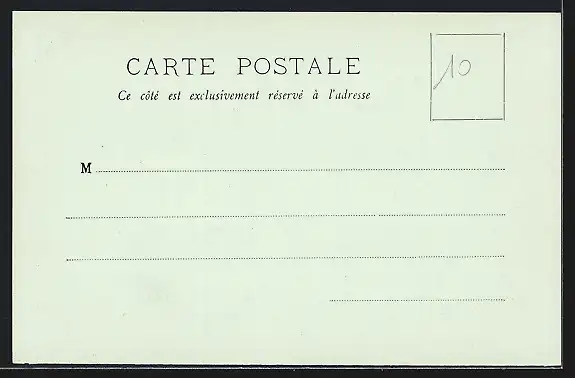 CARTE POSTALE
10
Ce côté est exclusivement réservé à l'adresse
M